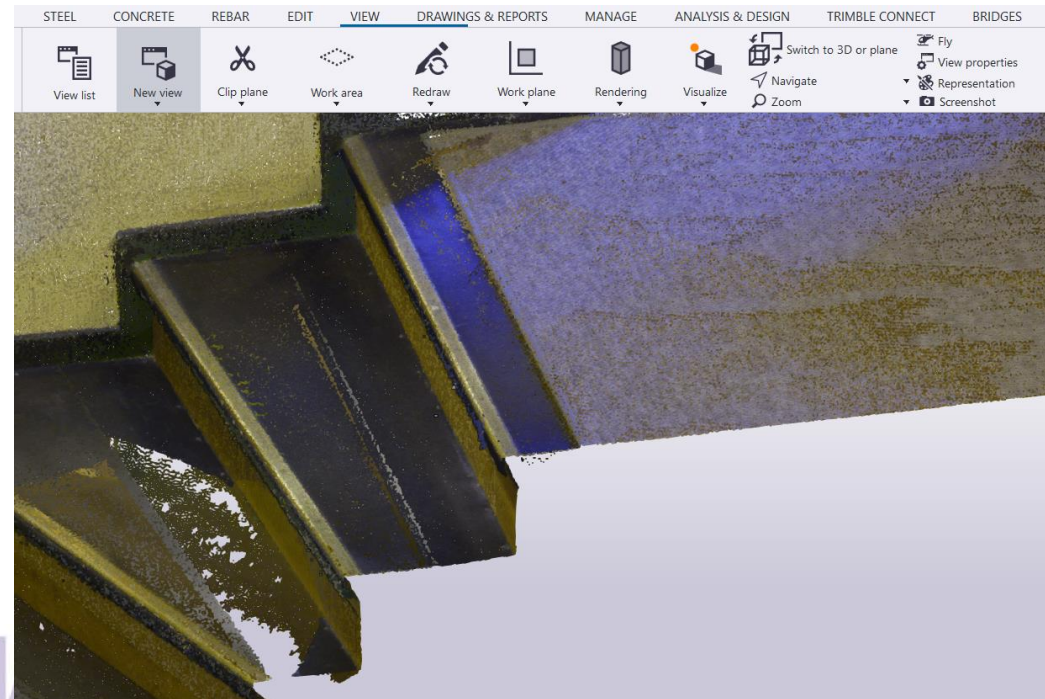 STEEL CONCRETE REBAR EDIT VIEW DRAWINGS & REPORTS MANAGE ANALYSIS & DESIGN TRIMBLE CONNECT BRIDGES
View list
New view
Clip plane
Work area
Redraw
Work plane
Rendering
Visualize
Switch to 3D or plane
Navigate
Zoom
Fly
View properties
Representation
Screenshot